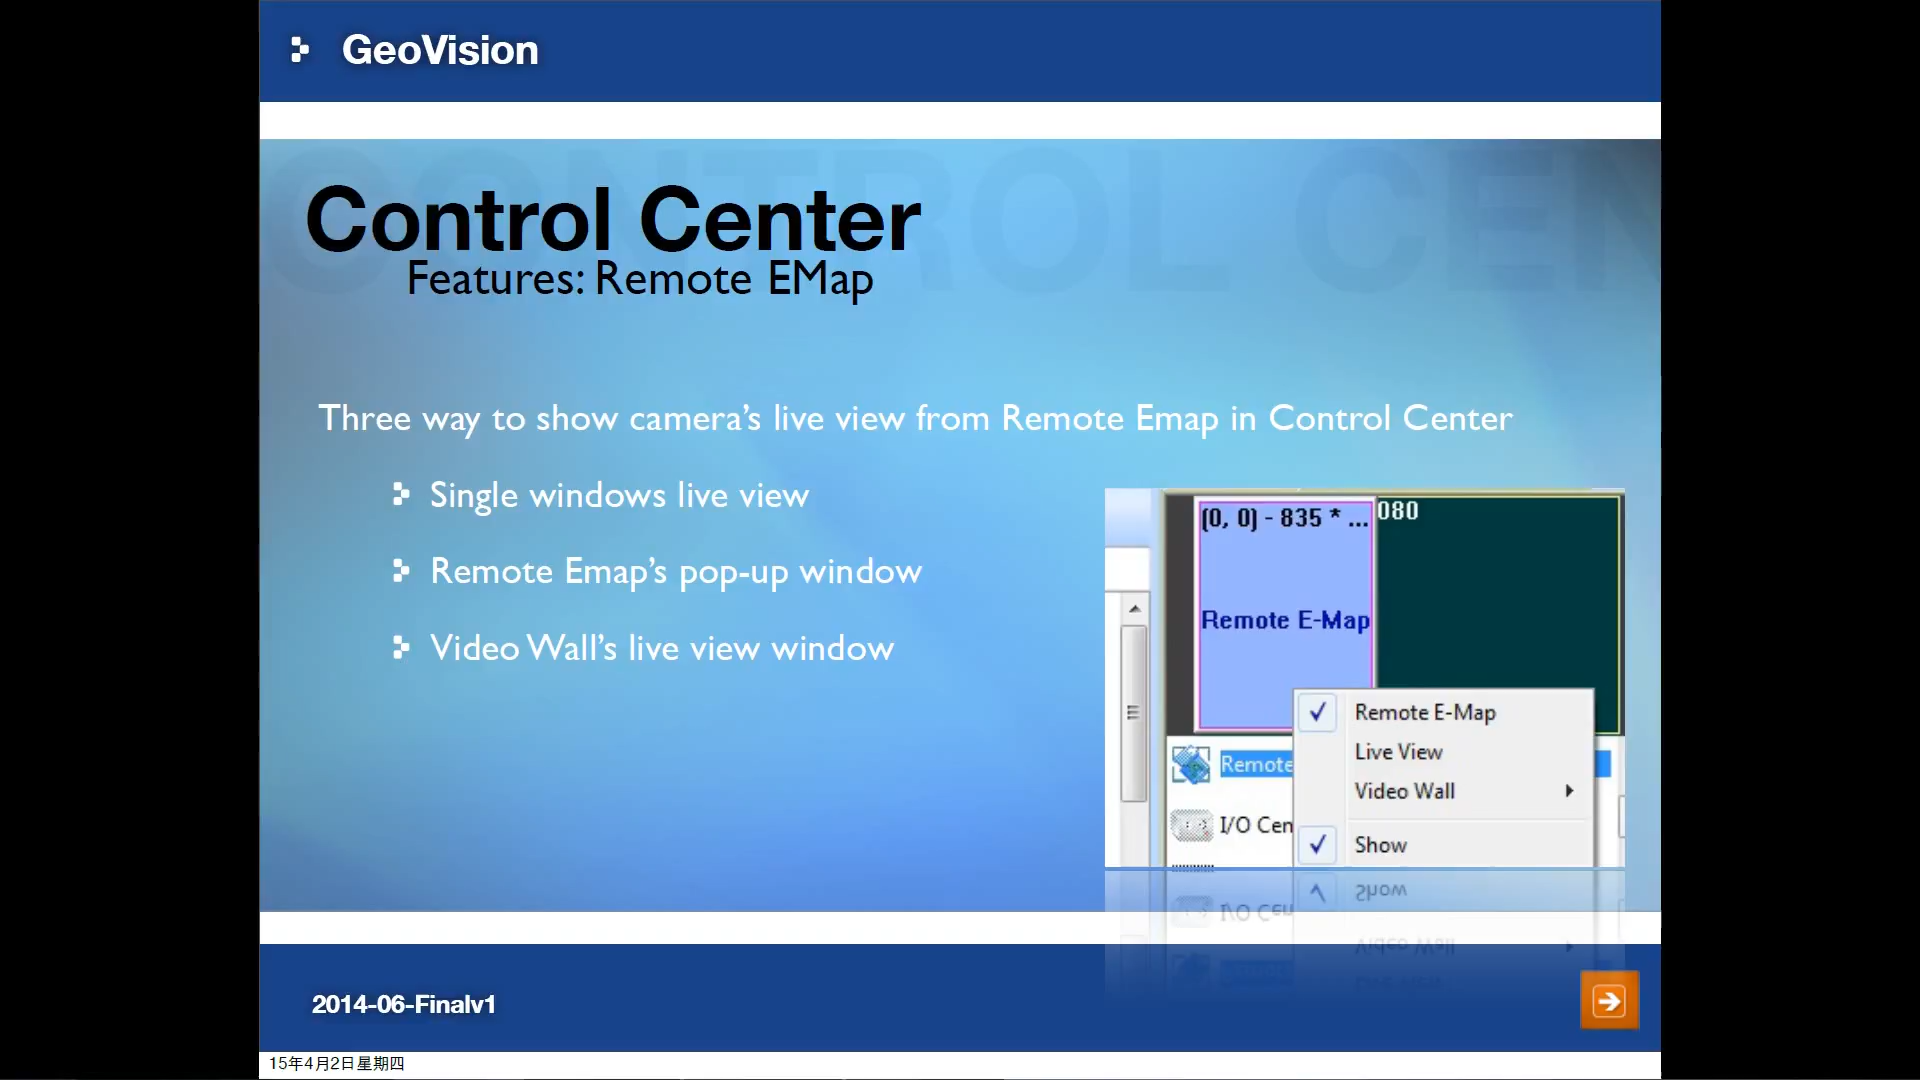 GeoVision
CONTROL CEN
Control Center
Features: Remote EMap
Three way to show camera’s live view from Remote Emap in Control Center
Single windows live view
Remote Emap’s pop-up window
Video Wall’s live view window
(0, 0) - 835 * ...
080
Remote E-Map
Remote E-Map
Live View
Video Wall
Remote
I/O Cen
Show
2014-06-Finalv1
15年4月2日星期四